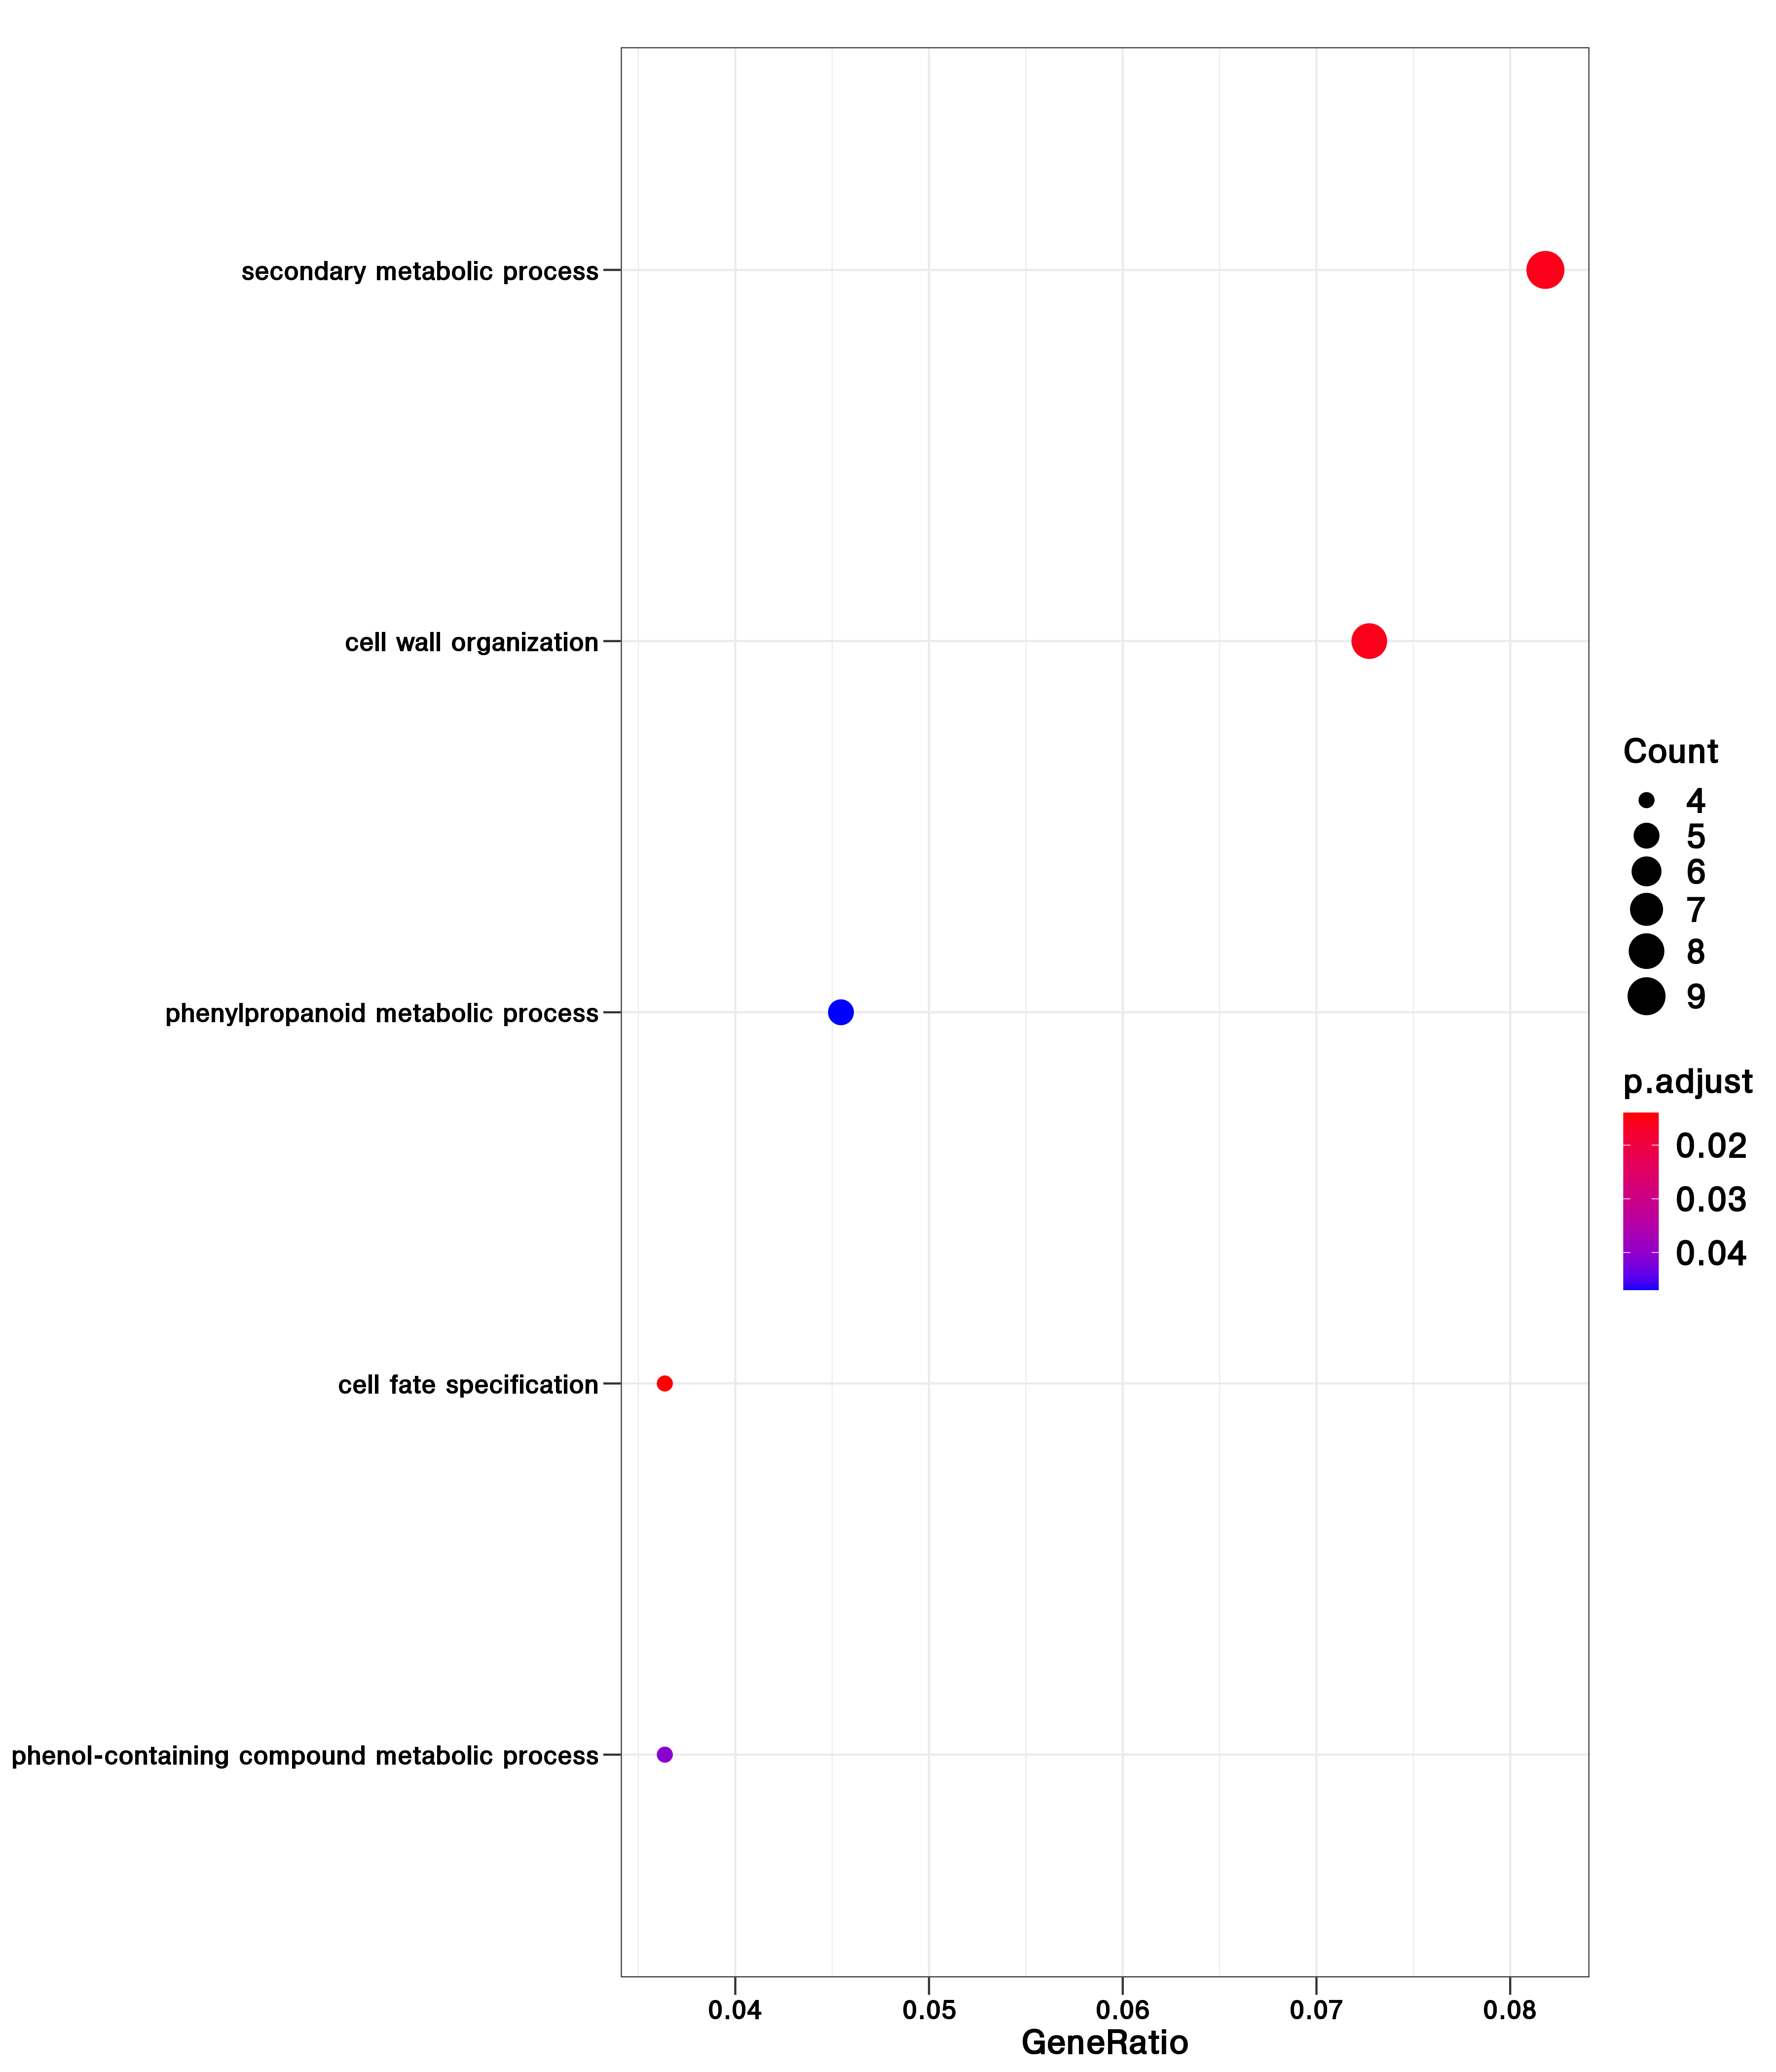 secondary metabolic process
cell wall organization
phenylpropanoid metabolic process
cell fate specification
phenol-containing compound metabolic process
0.04 0.05 0.06 0.07 0.08
GeneRatio
Count
4
5
6
7
8
9
p.adjust
0.02
0.03
0.04